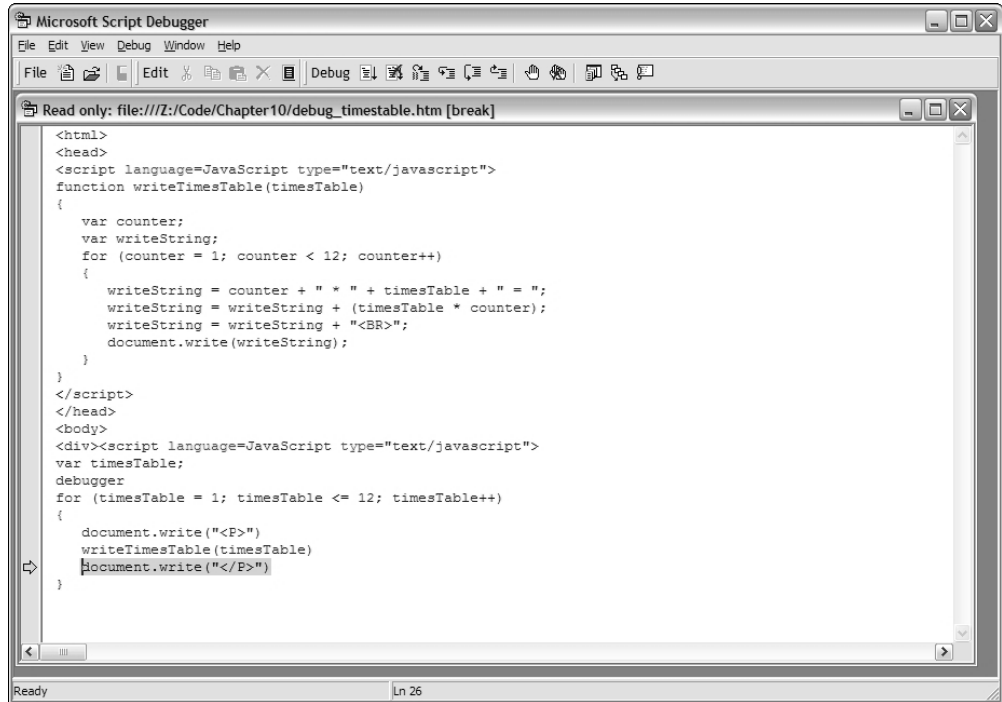 Microsoft Script Debugger
File Edit View Debug Window Help
File Edit Debug
Read only: file:///Z:/Code/Chapter10/debug_timestable.htm [break]
<html>
<head>
<script language=JavaScript type="text/javascript">
function writeTimesTable(timesTable)
{
   var counter;
   var writeString;
   for (counter = 1; counter < 12; counter++)
   {
      writeString = counter + " * " + timesTable + " = ";
      writeString = writeString + (timesTable * counter);
      writeString = writeString + "<BR>";
      document.write(writeString);
   }
}
</script>
</head>
<body>
<div><script language=JavaScript type="text/javascript">
var timesTable;
debugger
for (timesTable = 1; timesTable <= 12; timesTable++)
{
   document.write("<P>")
   writeTimesTable(timesTable)
   document.write("</P>")
}
Ready Ln 26